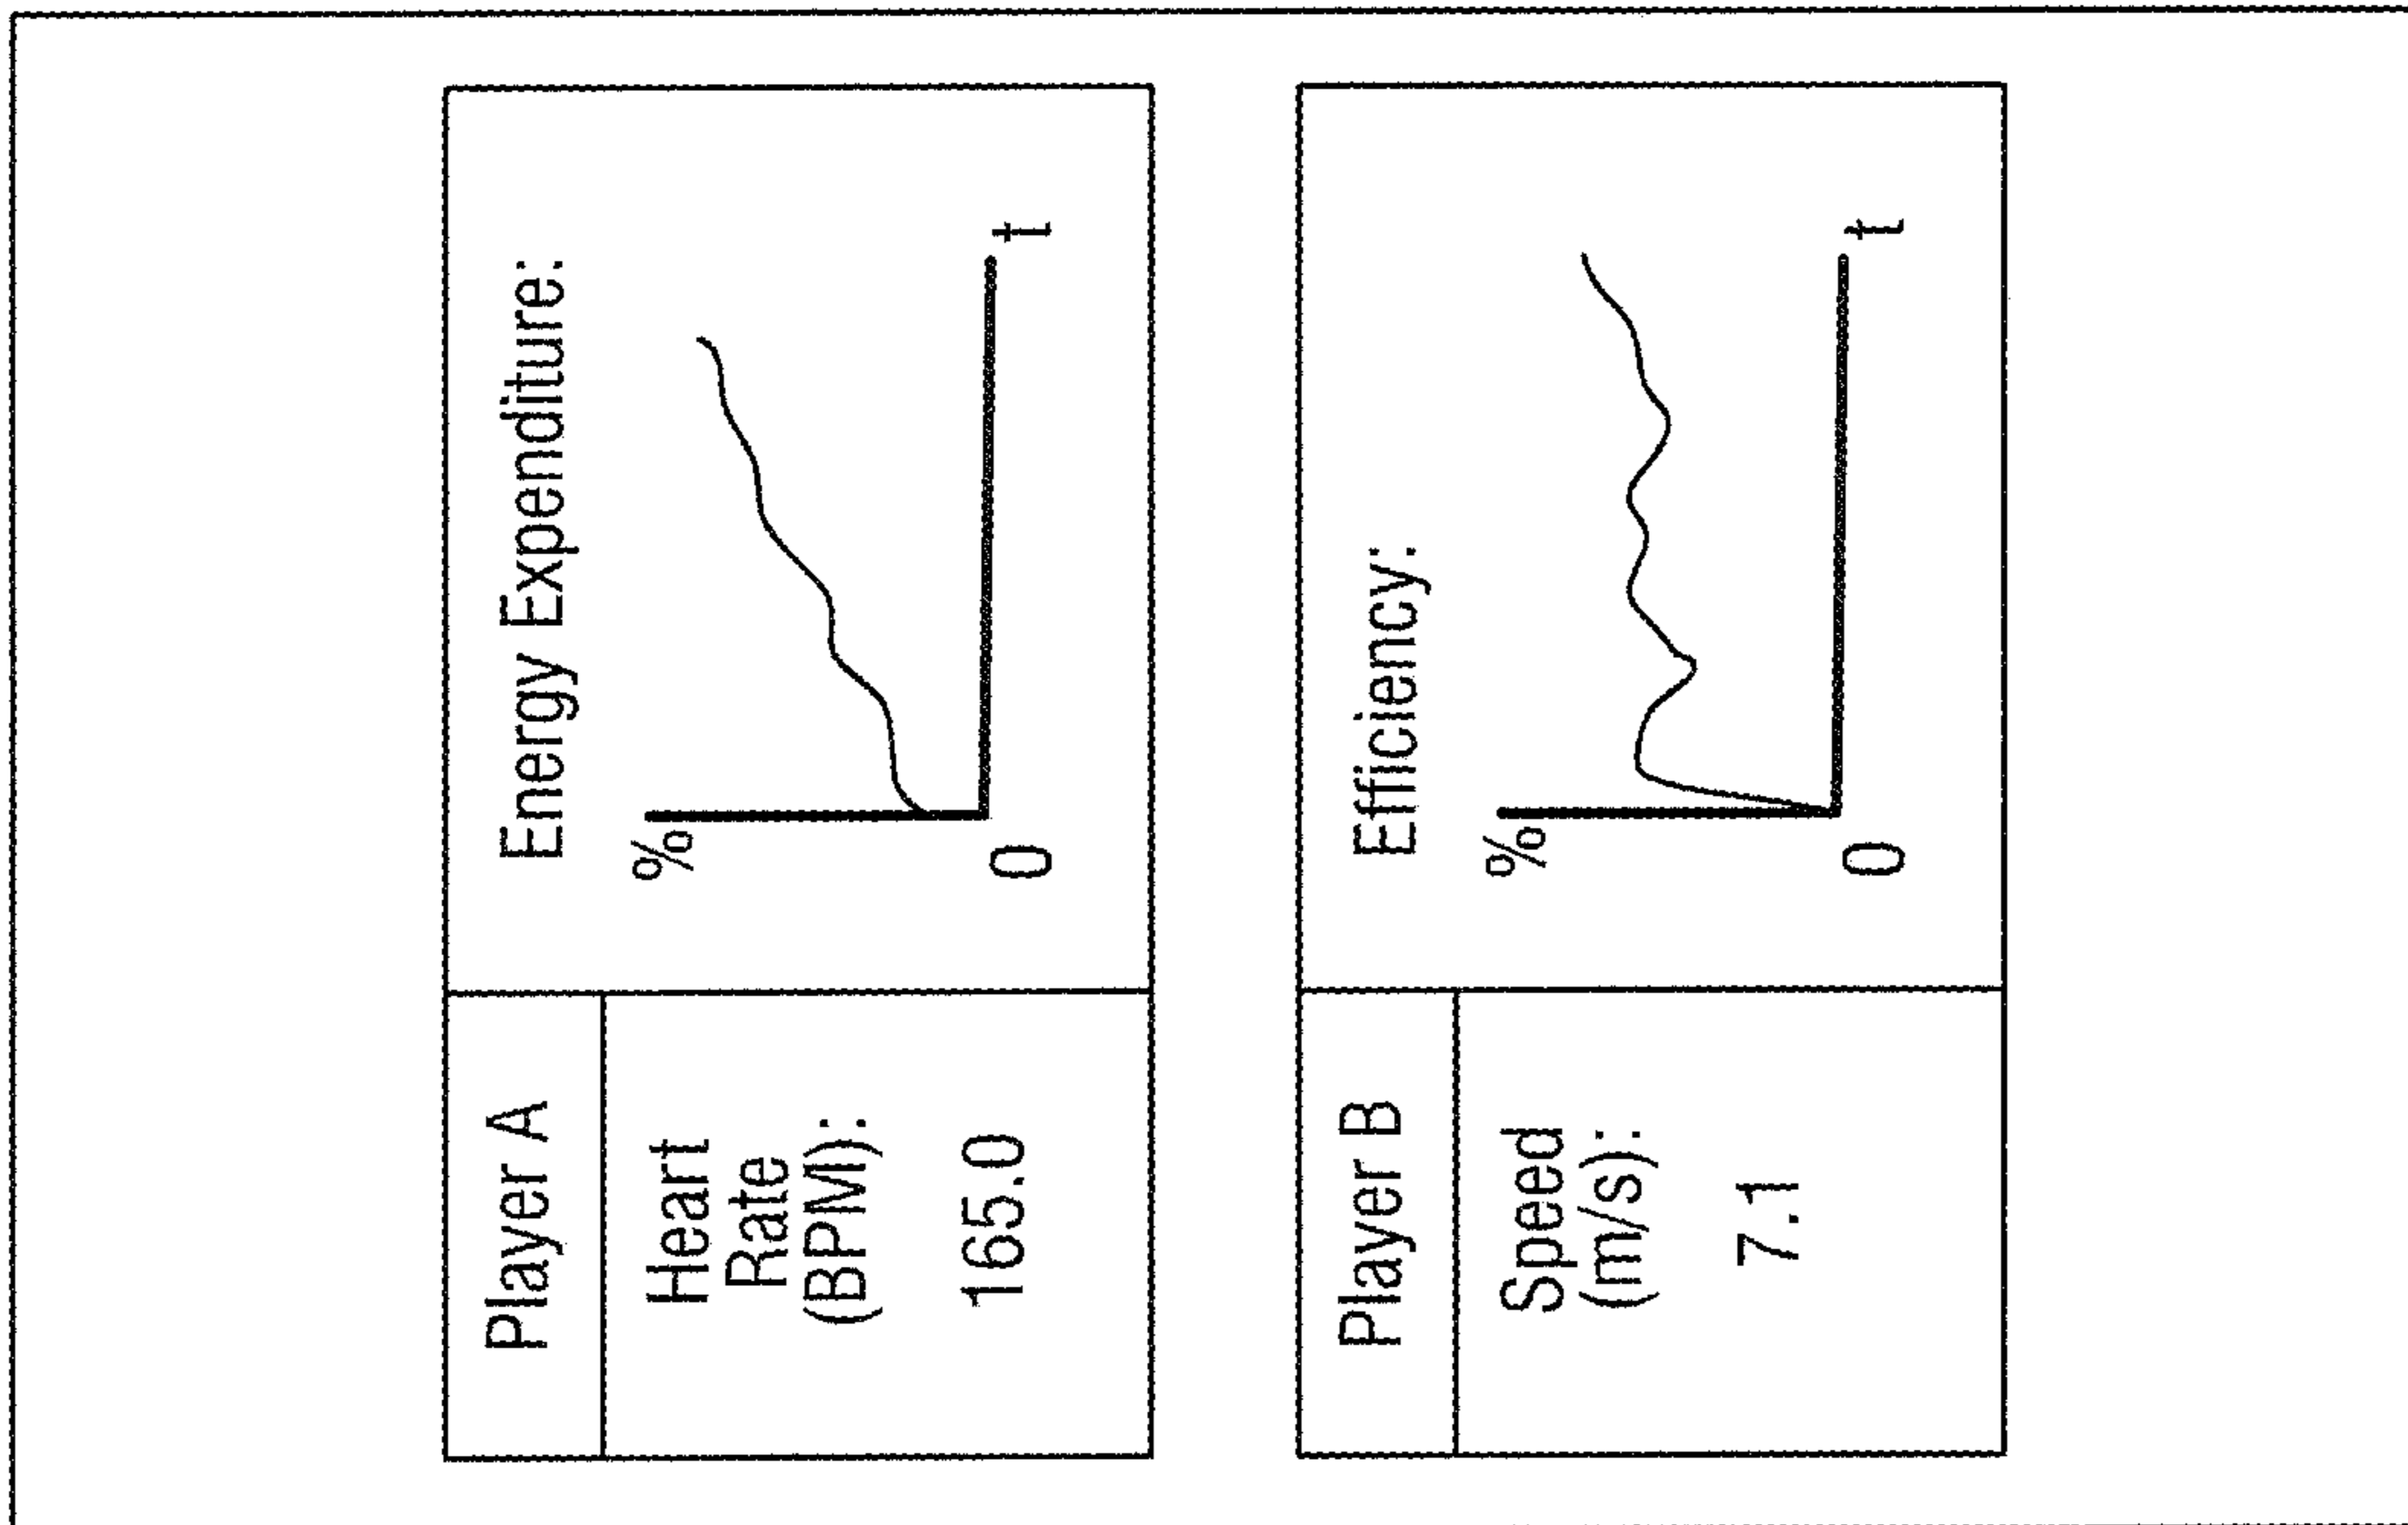 Player A
Heart
Rate
(BPM):
165.0
Energy Expenditure:
%
0
t
Player B
Speed
(m/s):
7.1
Efficiency:
%
0
t